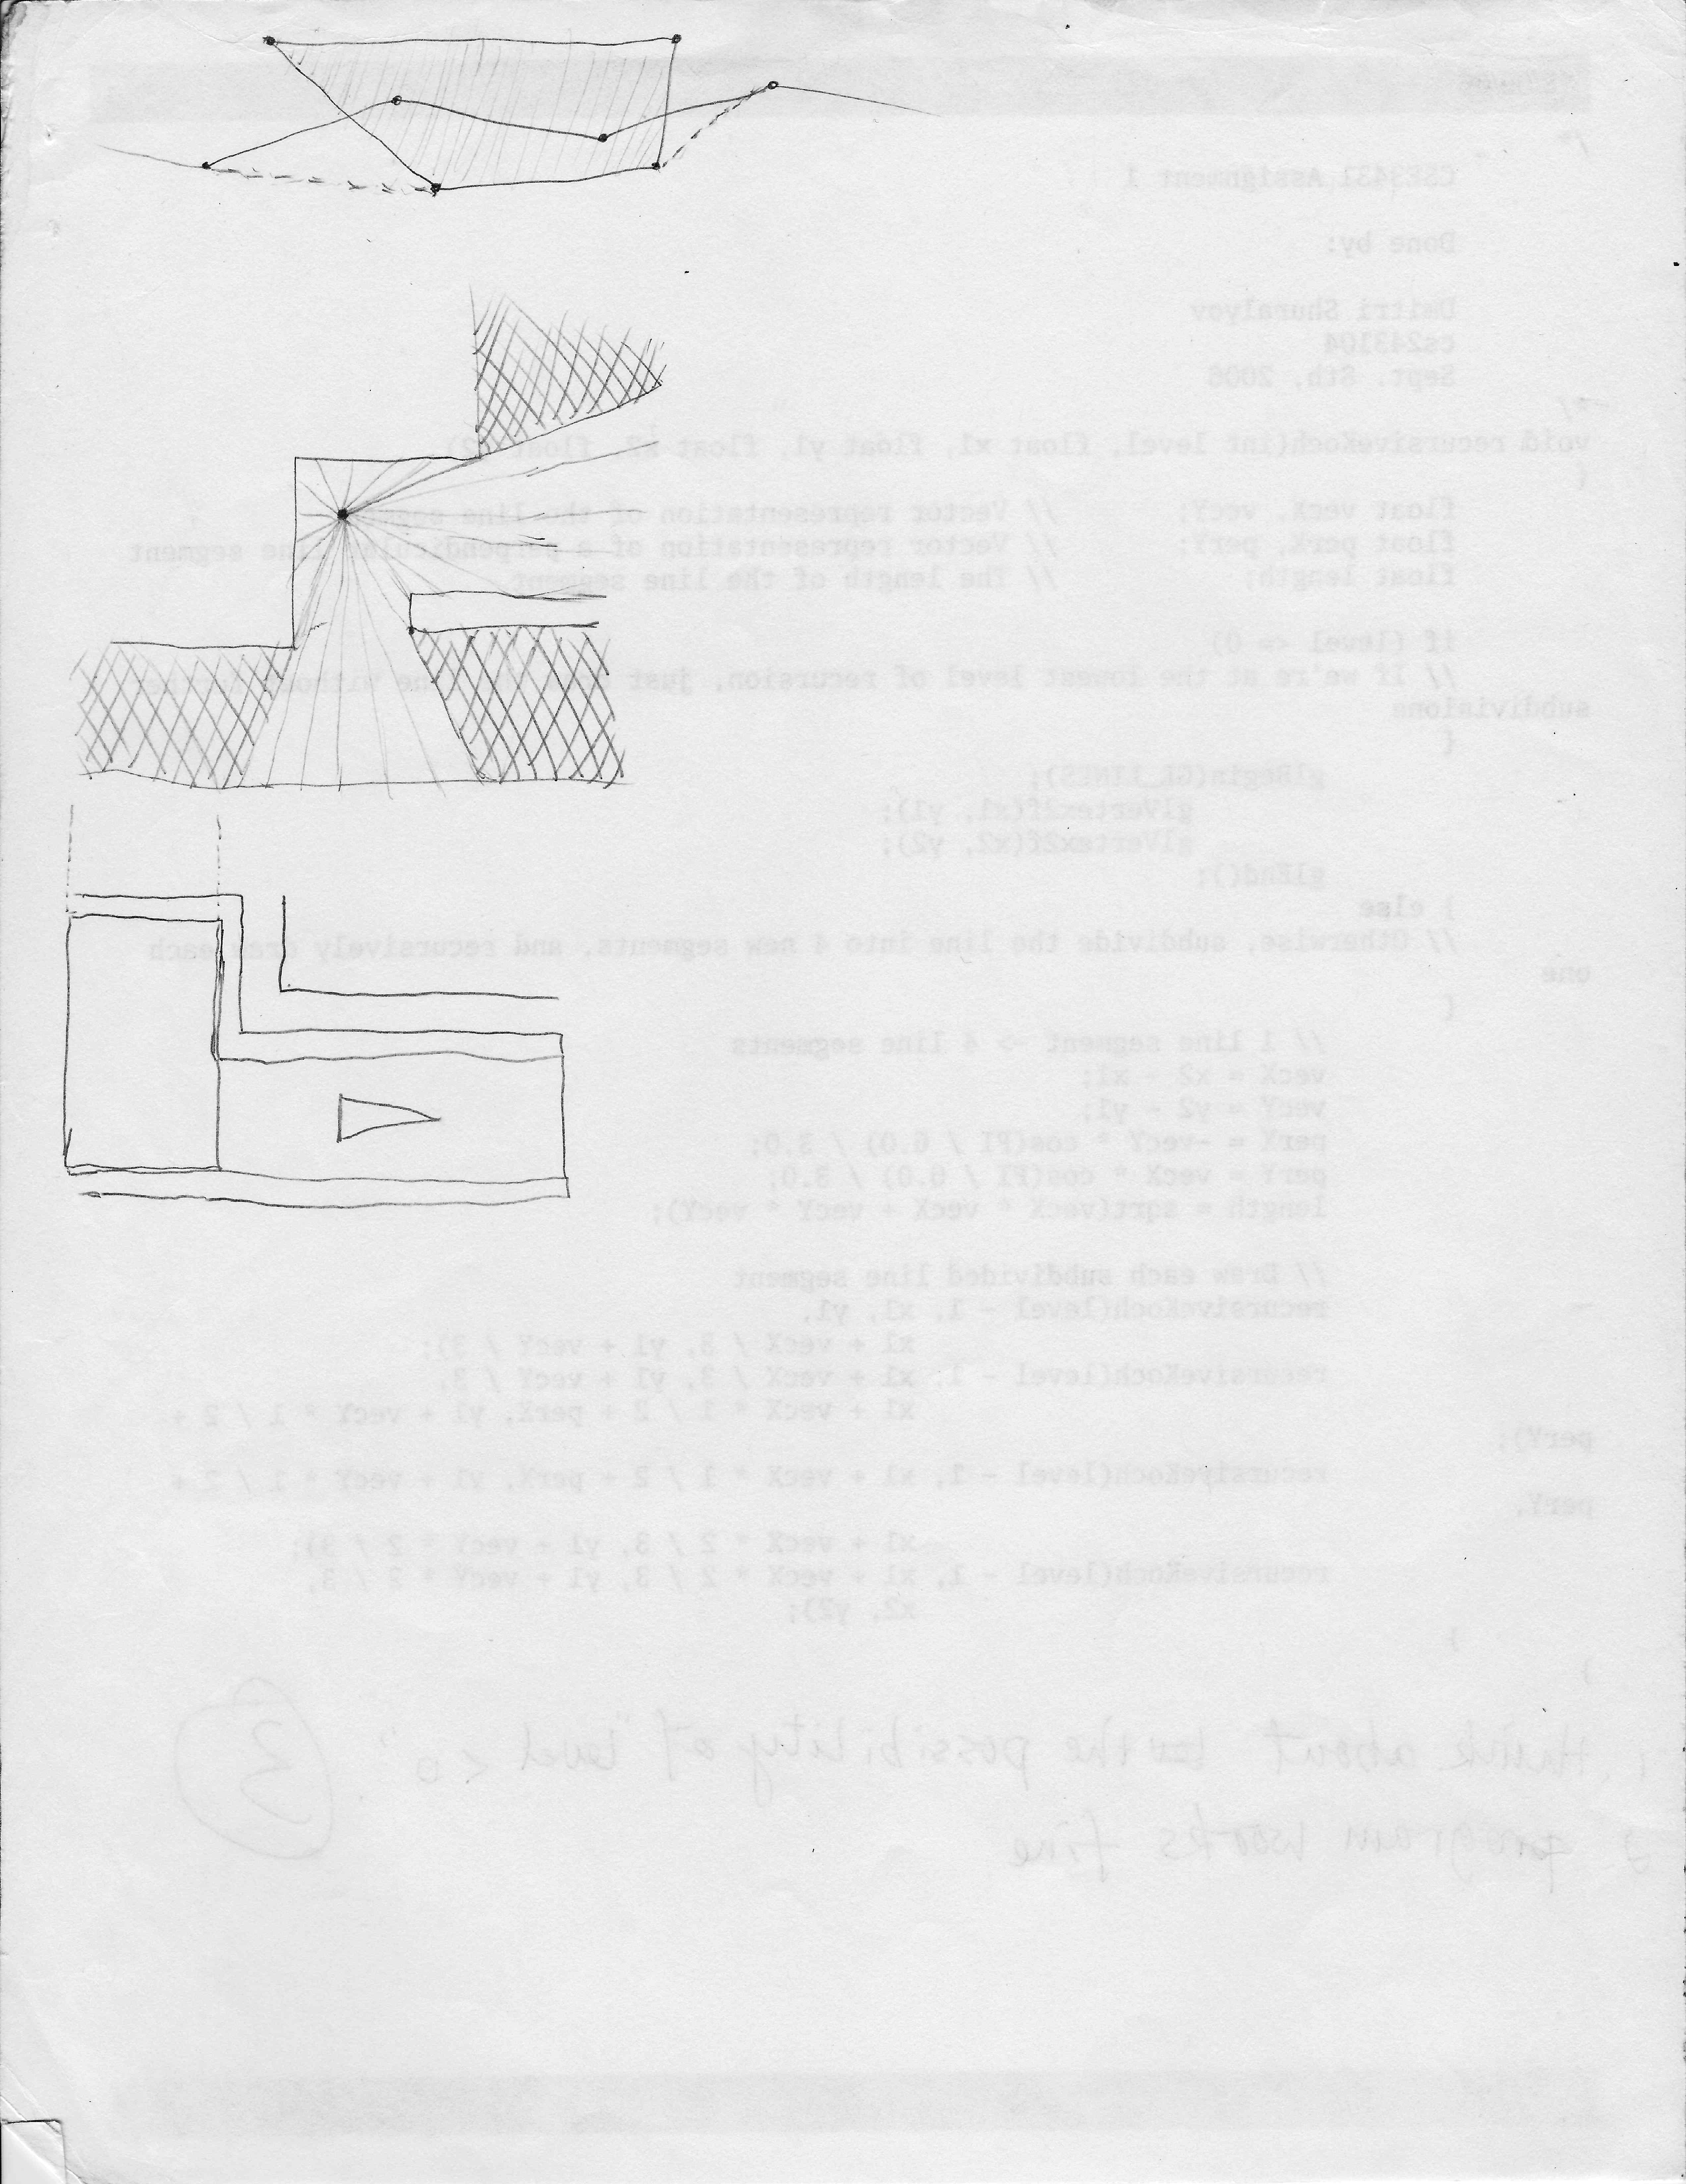 /*
CSE3431 Assignment 1
Done by:
Dmitri Shuralyov
cs243104
Sept. 8th, 2006
*/
void recursiveKoch(int level, float x1, float y1, float x2, float y2)
{
float vecX, vecY; // Vector representation of the line segment
float perX, perY; // Vector representation of a perpendicular line segment
float length; // The length of the line segment
if (level <= 0)
// If we're at the lowest level of recursion, just draw the line without further
subdivisions
{
glBegin(GL_LINES);
glVertex2f(x1, y1);
glVertex2f(x2, y2);
glEnd();
} else
// Otherwise, subdivide the line into 4 new segments, and recursively draw each
one
{
// 1 line segment -> 4 line segments
vecX = x2 - x1;
vecY = y2 - y1;
perX = -vecY * cos(PI / 6.0) / 3.0;
perY = vecX * cos(PI / 6.0) / 3.0;
length = sqrt(vecX * vecX + vecY * vecY);
// Draw each subdivided line segment
recursiveKoch(level - 1, x1, y1,
x1 + vecX / 3, y1 + vecY / 3);
recursiveKoch(level - 1, x1 + vecX / 3, y1 + vecY / 3,
x1 + vecX * 1 / 2 + perX, y1 + vecY * 1 / 2 +
perY);
recursiveKoch(level - 1, x1 + vecX * 1 / 2 + perX, y1 + vecY * 1 / 2 +
perY,
x1 + vecX * 2 / 3, y1 + vecY * 2 / 3);
recursiveKoch(level - 1, x1 + vecX * 2 / 3, y1 + vecY * 2 / 3,
x2, y2);
}
}
1. think about the possibility of "level < 0".
2. program works fine
3